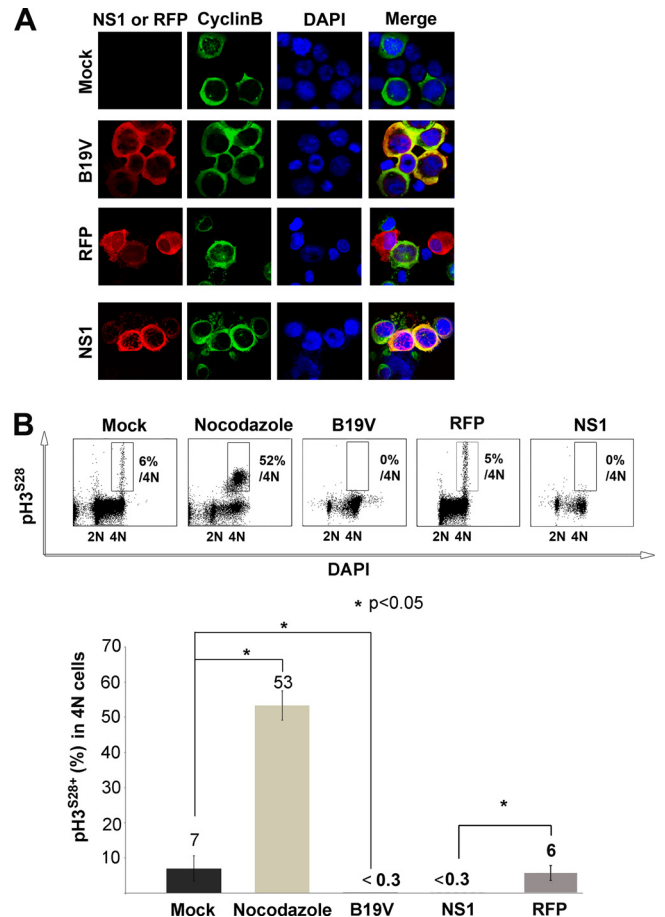 A
NS1 or RFP CyclinB DAPI Merge
Mock
B19V
RFP
NS1
B
Mock Nocodazole B19V RFP NS1
pH3S28
6% /4N
52% /4N
0% /4N
5% /4N
0% /4N
2N 4N 2N 4N 2N 4N 2N 4N 2N 4N
DAPI
* p<0.05
pH3S28+ (%) in 4N cells
70
60
50
40
30
20
10
*
*
*
7
53
< 0.3
<0.3
6
Mock Nocodazole B19V NS1 RFP